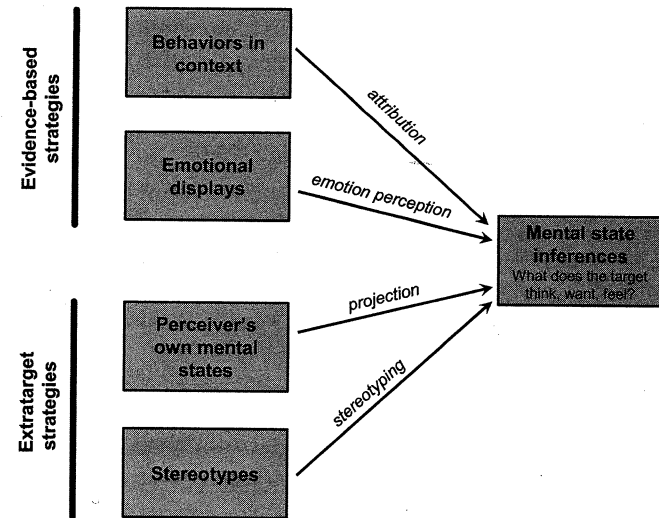 Evidence-based
strategies
Behaviors in
context
attribution
Emotional
displays
emotion perception
Mental state
inferences
What does the target
think, want, feel?
Extratarget
strategies
Perceiver's
own mental
states
projection
Stereotypes
stereotyping